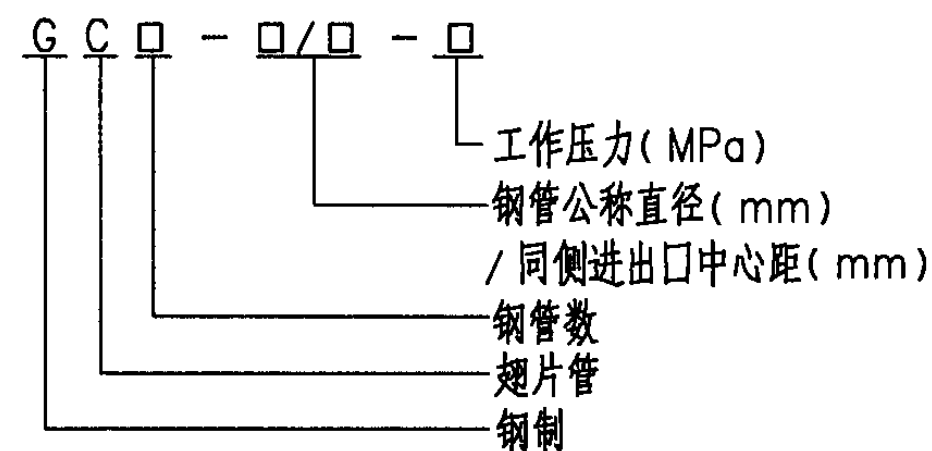 GC□-□/□-□
工作压力(MPa)
钢管公称直径(mm)
/同侧进出口中心距(mm)
钢管数
翅片管
钢制